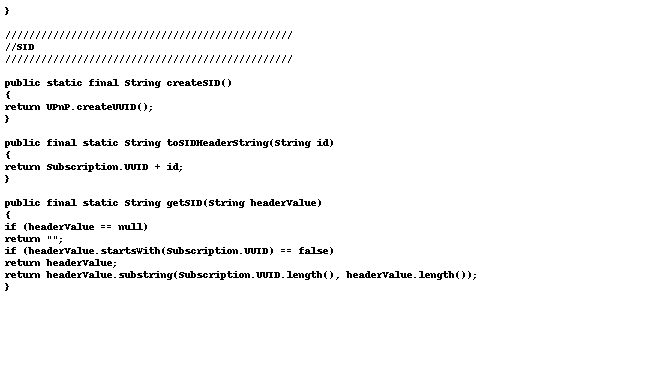 }
////////////////////////////////////////////////
//SID
////////////////////////////////////////////////
public static final String createSID()
{
return UPnP.createUUID();
}
public final static String toSIDHeaderString(String id)
{
return Subscription.UUID + id;
}
public final static String getSID(String headerValue)
{
if (headerValue == null)
return "";
if (headerValue.startsWith(Subscription.UUID) == false)
return headerValue;
return headerValue.substring(Subscription.UUID.length(), headerValue.length());
}